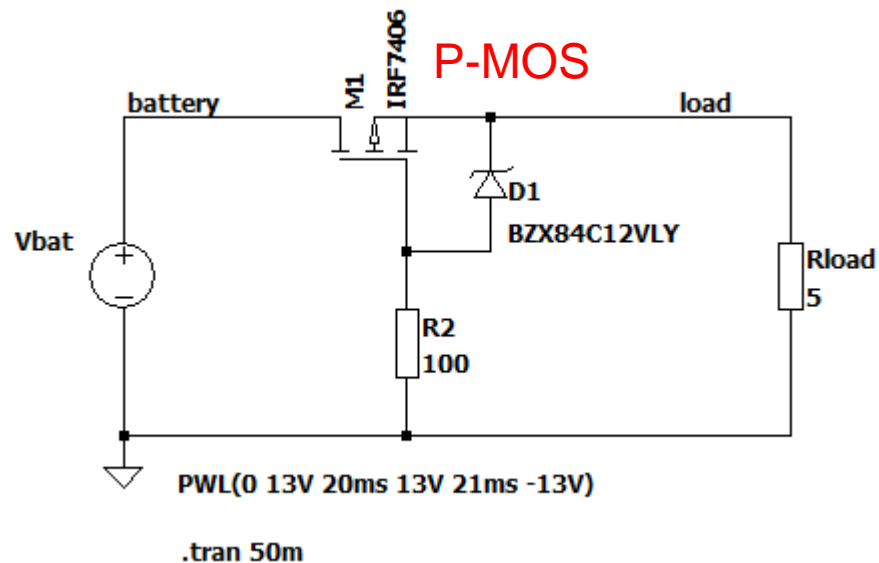 P-MOS
M1
IRF7406
battery
load
D1
BZX84C12VLY
Vbat
+
−
Rload
5
R2
100
PWL(0 13V 20ms 13V 21ms -13V)
.tran 50m